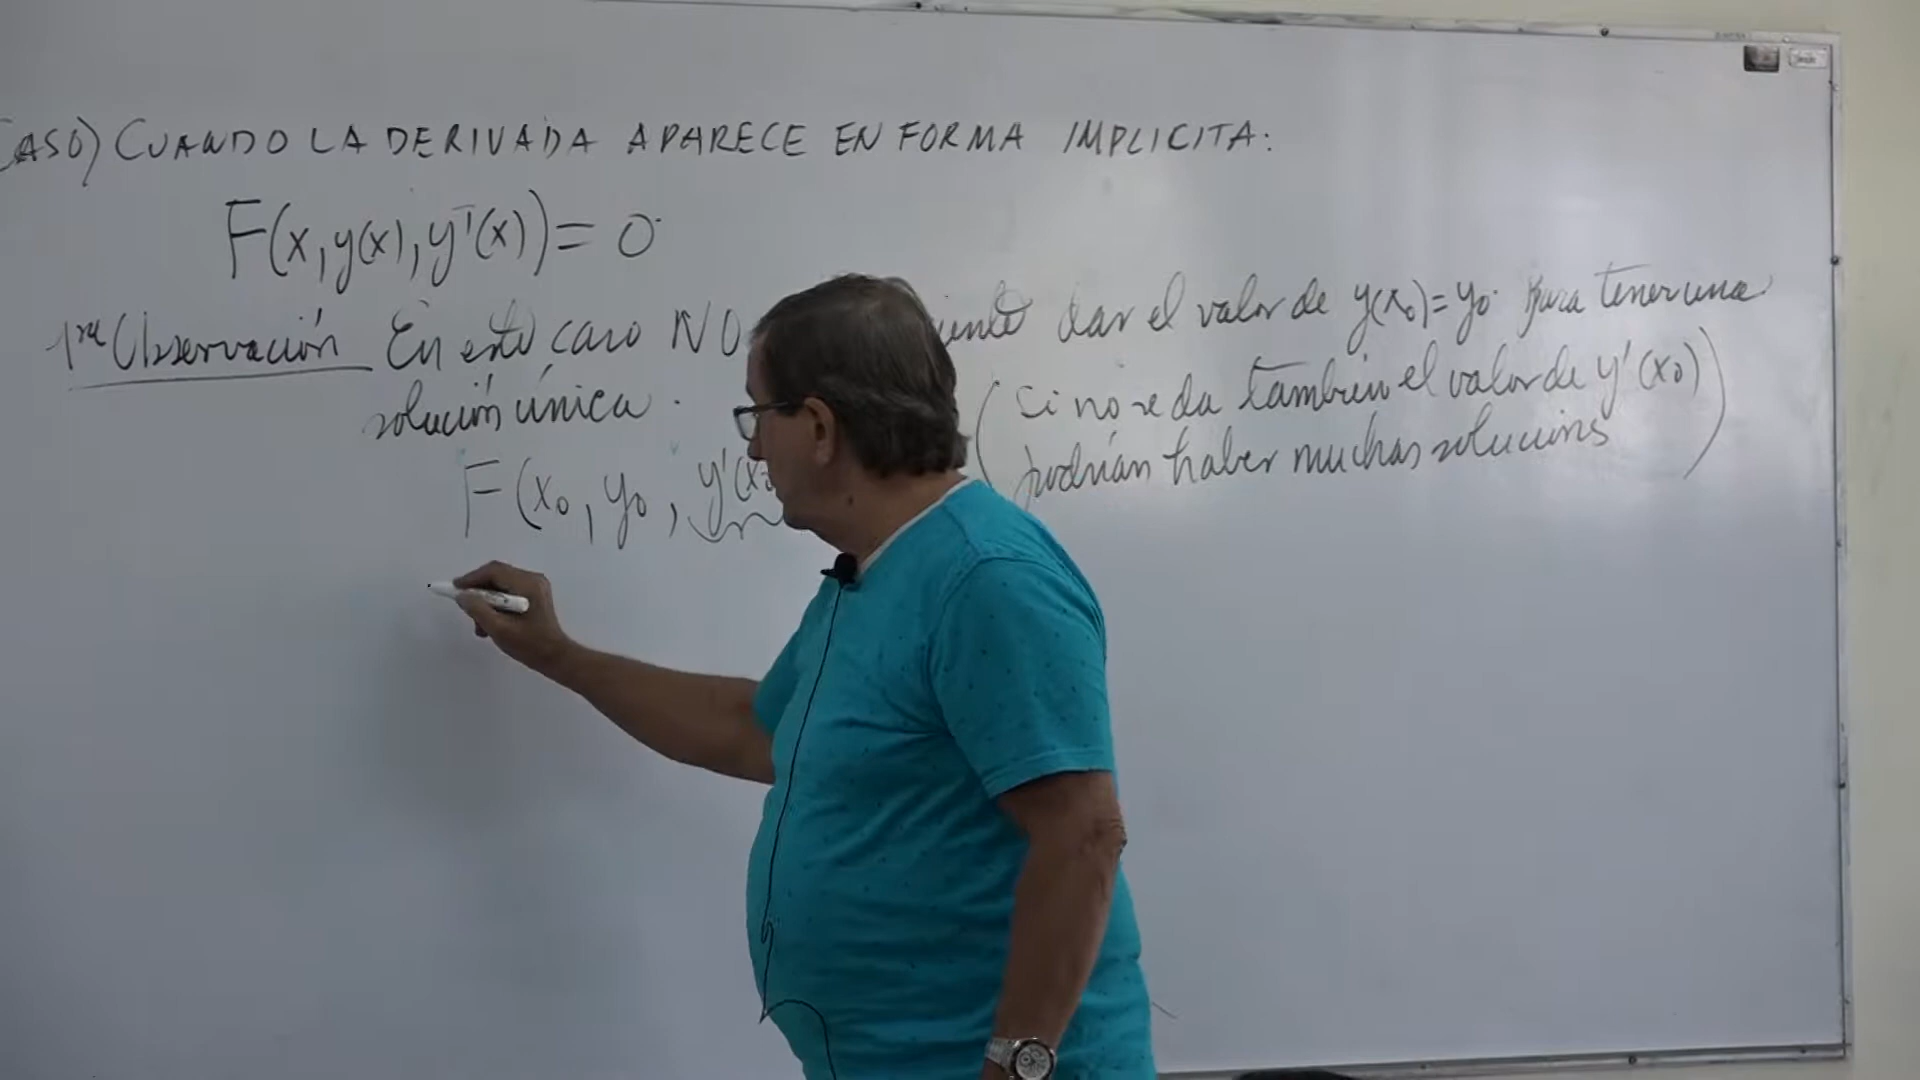 CASO) CUANDO LA DERIVADA APARECE EN FORMA IMPLICITA:
F(x, y(x), y'(x)) = 0
1ra Observación En este caso NO dar el valor de y(x0) = y0 para tener una
solución única. (si no se da también el valor de y'(x0)
podrían haber muchas soluciones)
F(x0, y0, y'(x0